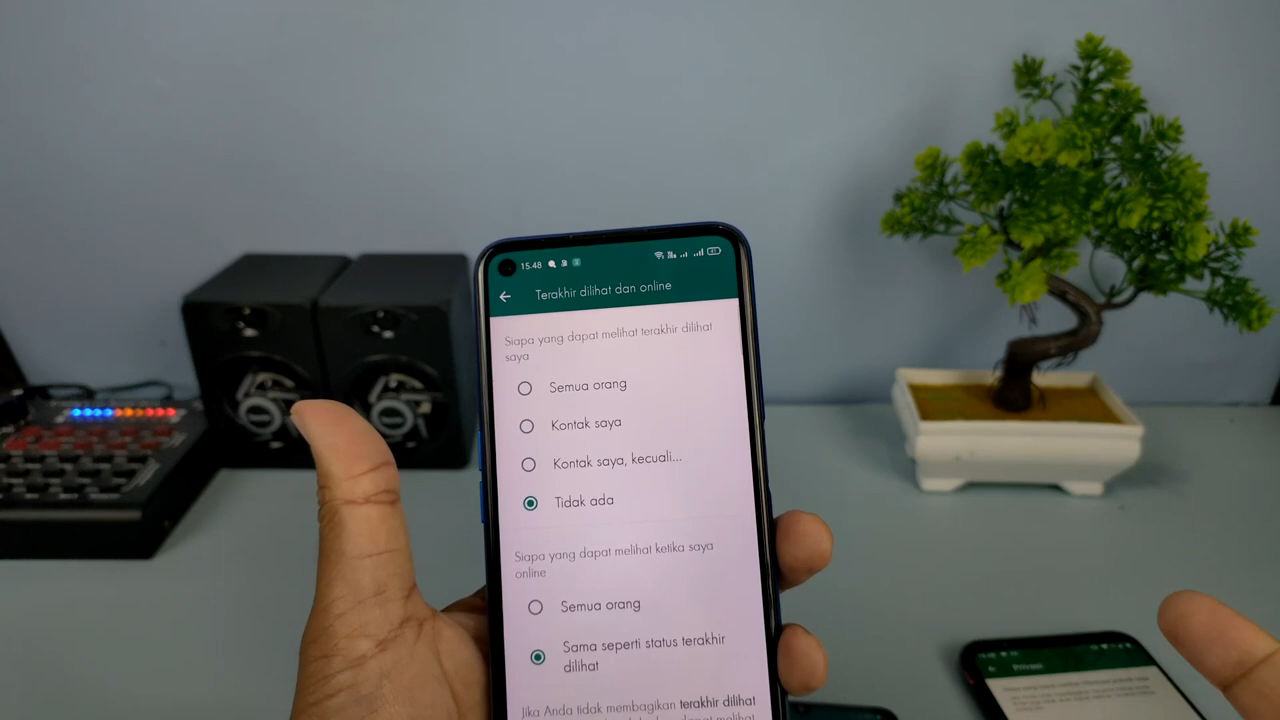 15.48
Terakhir dilihat dan online
Siapa yang dapat melihat terakhir dilihat
saya
Semua orang
Kontak saya
Kontak saya, kecuali...
Tidak ada
Siapa yang dapat melihat ketika saya
online
Semua orang
Sama seperti status terakhir
dilihat
Jika Anda tidak membagikan terakhir dilihat
Privasi